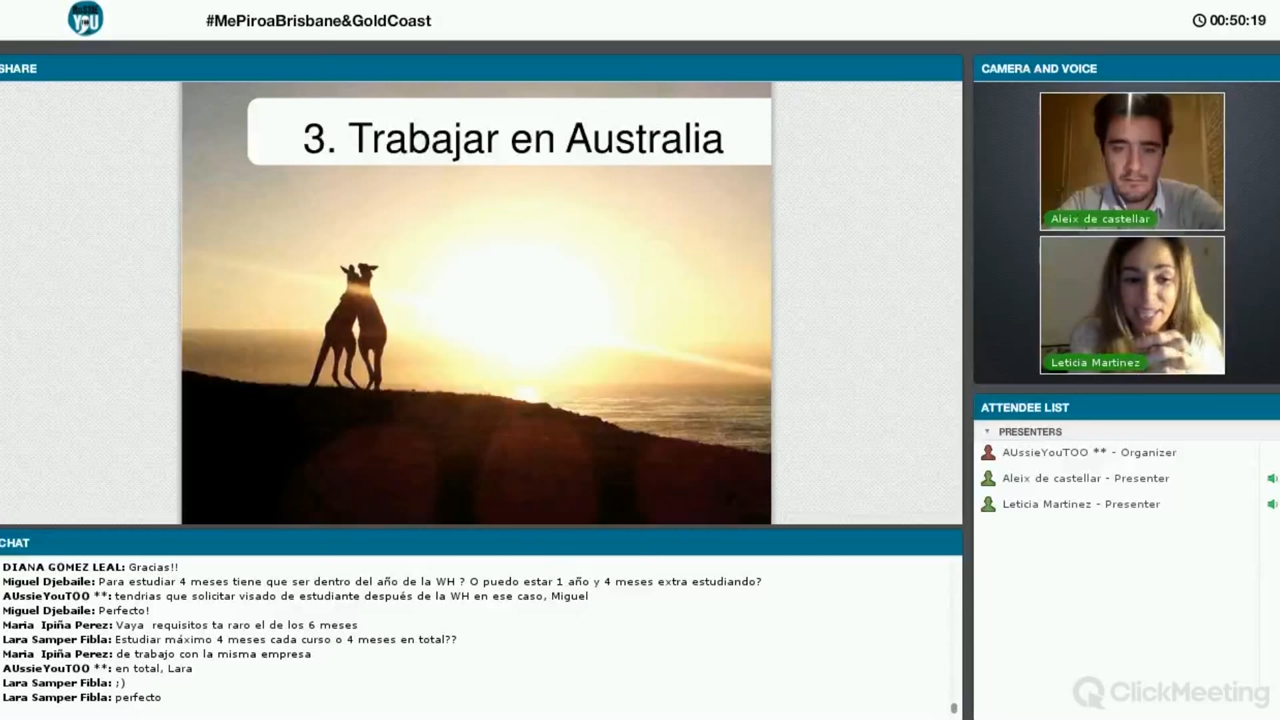 AUSSIE
YOU
#MePiroaBrisbane&GoldCoast
00:50:19
SHARE
3. Trabajar en Australia
CAMERA AND VOICE
Aleix de castellar
Leticia Martinez
ATTENDEE LIST
PRESENTERS
AUssieYouTOO ** - Organizer
Aleix de castellar - Presenter
Leticia Martinez - Presenter
CHAT
DIANA GOMEZ LEAL: Gracias!!
Miguel Djebaile: Para estudiar 4 meses tiene que ser dentro del año de la WH ? O puedo estar 1 año y 4 meses extra estudiando?
AUssieYouTOO **: tendrias que solicitar visado de estudiante después de la WH en ese caso, Miguel
Miguel Djebaile: Perfecto!
Maria Ipiña Perez: Vaya requisitos ta raro el de los 6 meses
Lara Samper Fibla: Estudiar máximo 4 meses cada curso o 4 meses en total??
Maria Ipiña Perez: de trabajo con la misma empresa
AUssieYouTOO **: en total, Lara
Lara Samper Fibla: ;)
Lara Samper Fibla: perfecto
ClickMeeting